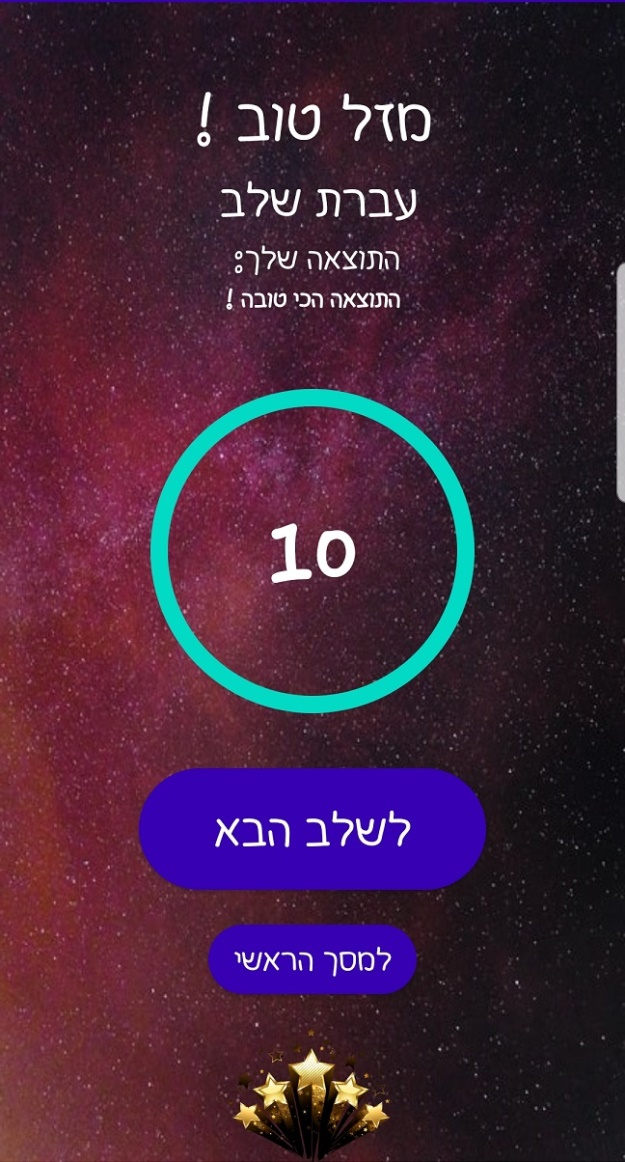 מזל טוב !
עברת שלב
התוצאה שלך:
התוצאה הכי טובה !
10
לשלב הבא
למסך הראשי